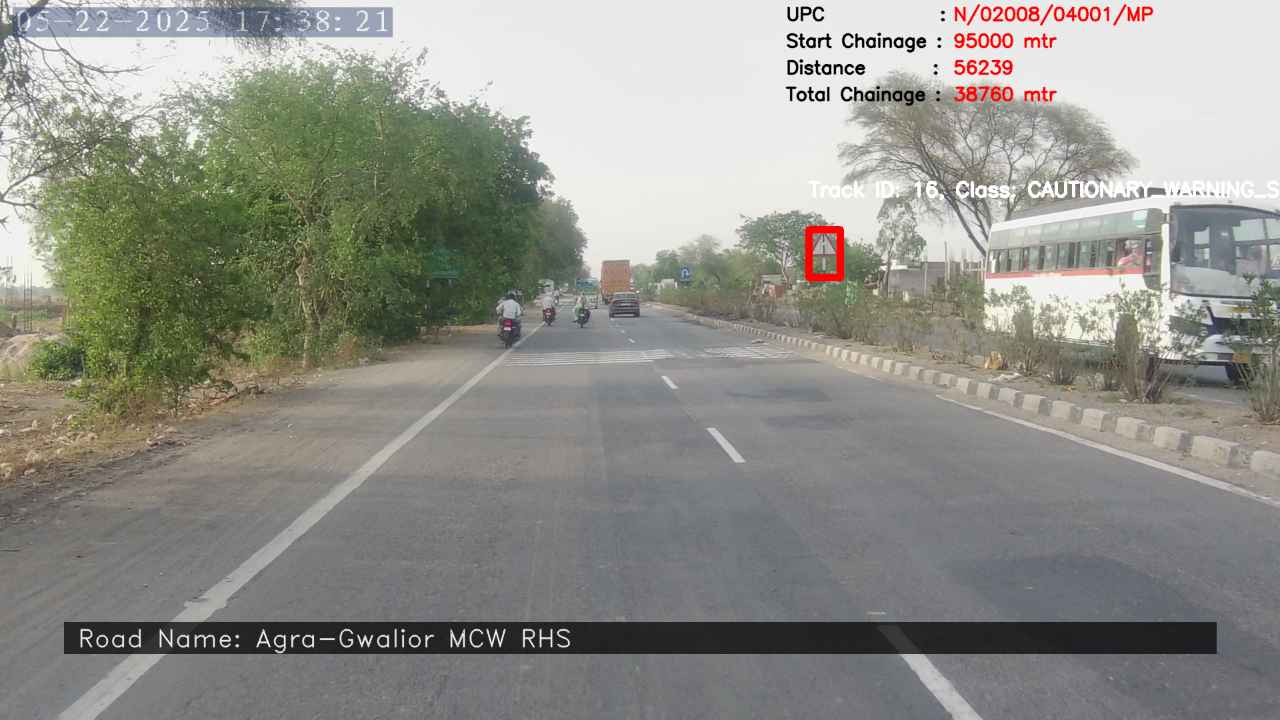 05-22-2025 17:38:21
UPC : N/02008/04001/MP
Start Chainage : 95000 mtr
Distance : 56239
Total Chainage : 38760 mtr
Track ID: 16, Class: CAUTIONARY_WARNING_S
Road Name: Agra-Gwalior MCW RHS